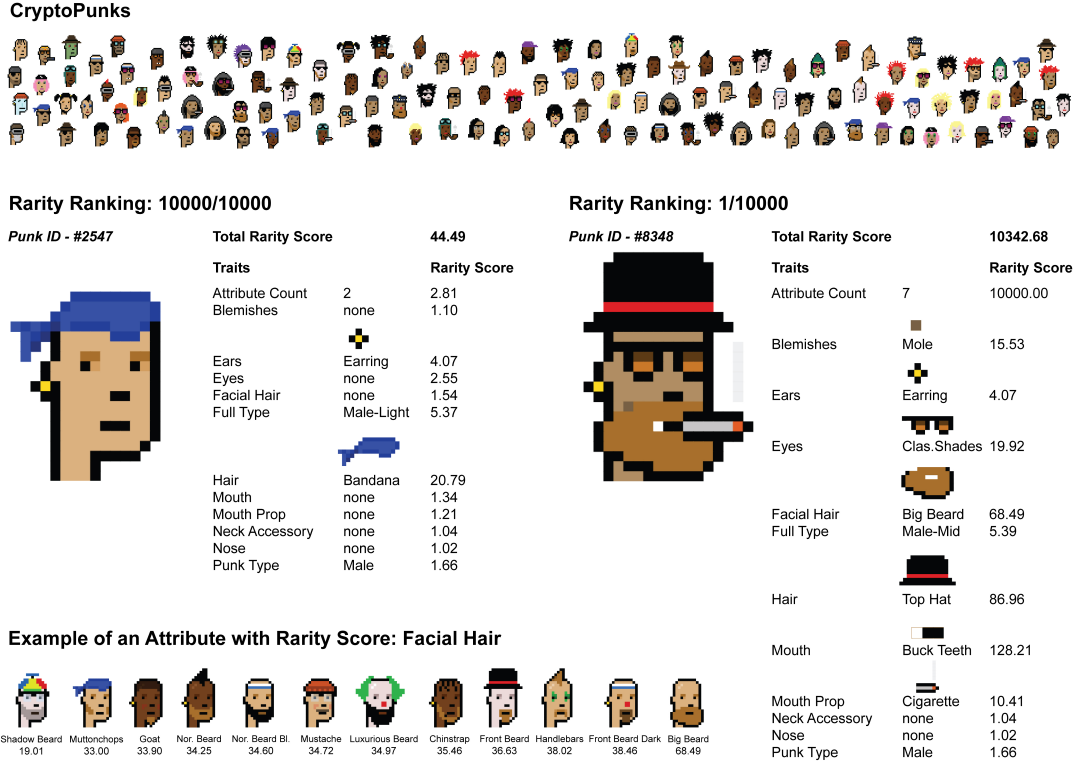 CryptoPunks
Rarity Ranking: 10000/10000
Punk ID - #2547
Total Rarity Score 44.49
Traits Rarity Score
Attribute Count 2 2.81
Blemishes none 1.10
Ears Earring 4.07
Eyes none 2.55
Facial Hair none 1.54
Full Type Male-Light 5.37
Hair Bandana 20.79
Mouth none 1.34
Mouth Prop none 1.21
Neck Accessory none 1.04
Nose none 1.02
Punk Type Male 1.66
Rarity Ranking: 1/10000
Punk ID - #8348
Total Rarity Score 10342.68
Traits Rarity Score
Attribute Count 7 10000.00
Blemishes Mole 15.53
Ears Earring 4.07
Eyes Clas.Shades 19.92
Facial Hair Big Beard 68.49
Full Type Male-Mid 5.39
Hair Top Hat 86.96
Mouth Buck Teeth 128.21
Mouth Prop Cigarette 10.41
Neck Accessory none 1.04
Nose none 1.02
Punk Type Male 1.66
Example of an Attribute with Rarity Score: Facial Hair
Shadow Beard Muttonchops Goat Nor. Beard Nor. Beard Bl. Mustache Luxurious Beard Chinstrap Front Beard Handlebars Front Beard Dark Big Beard
19.01 33.00 33.90 34.25 34.60 34.72 34.97 35.46 36.63 38.02 38.46 68.49